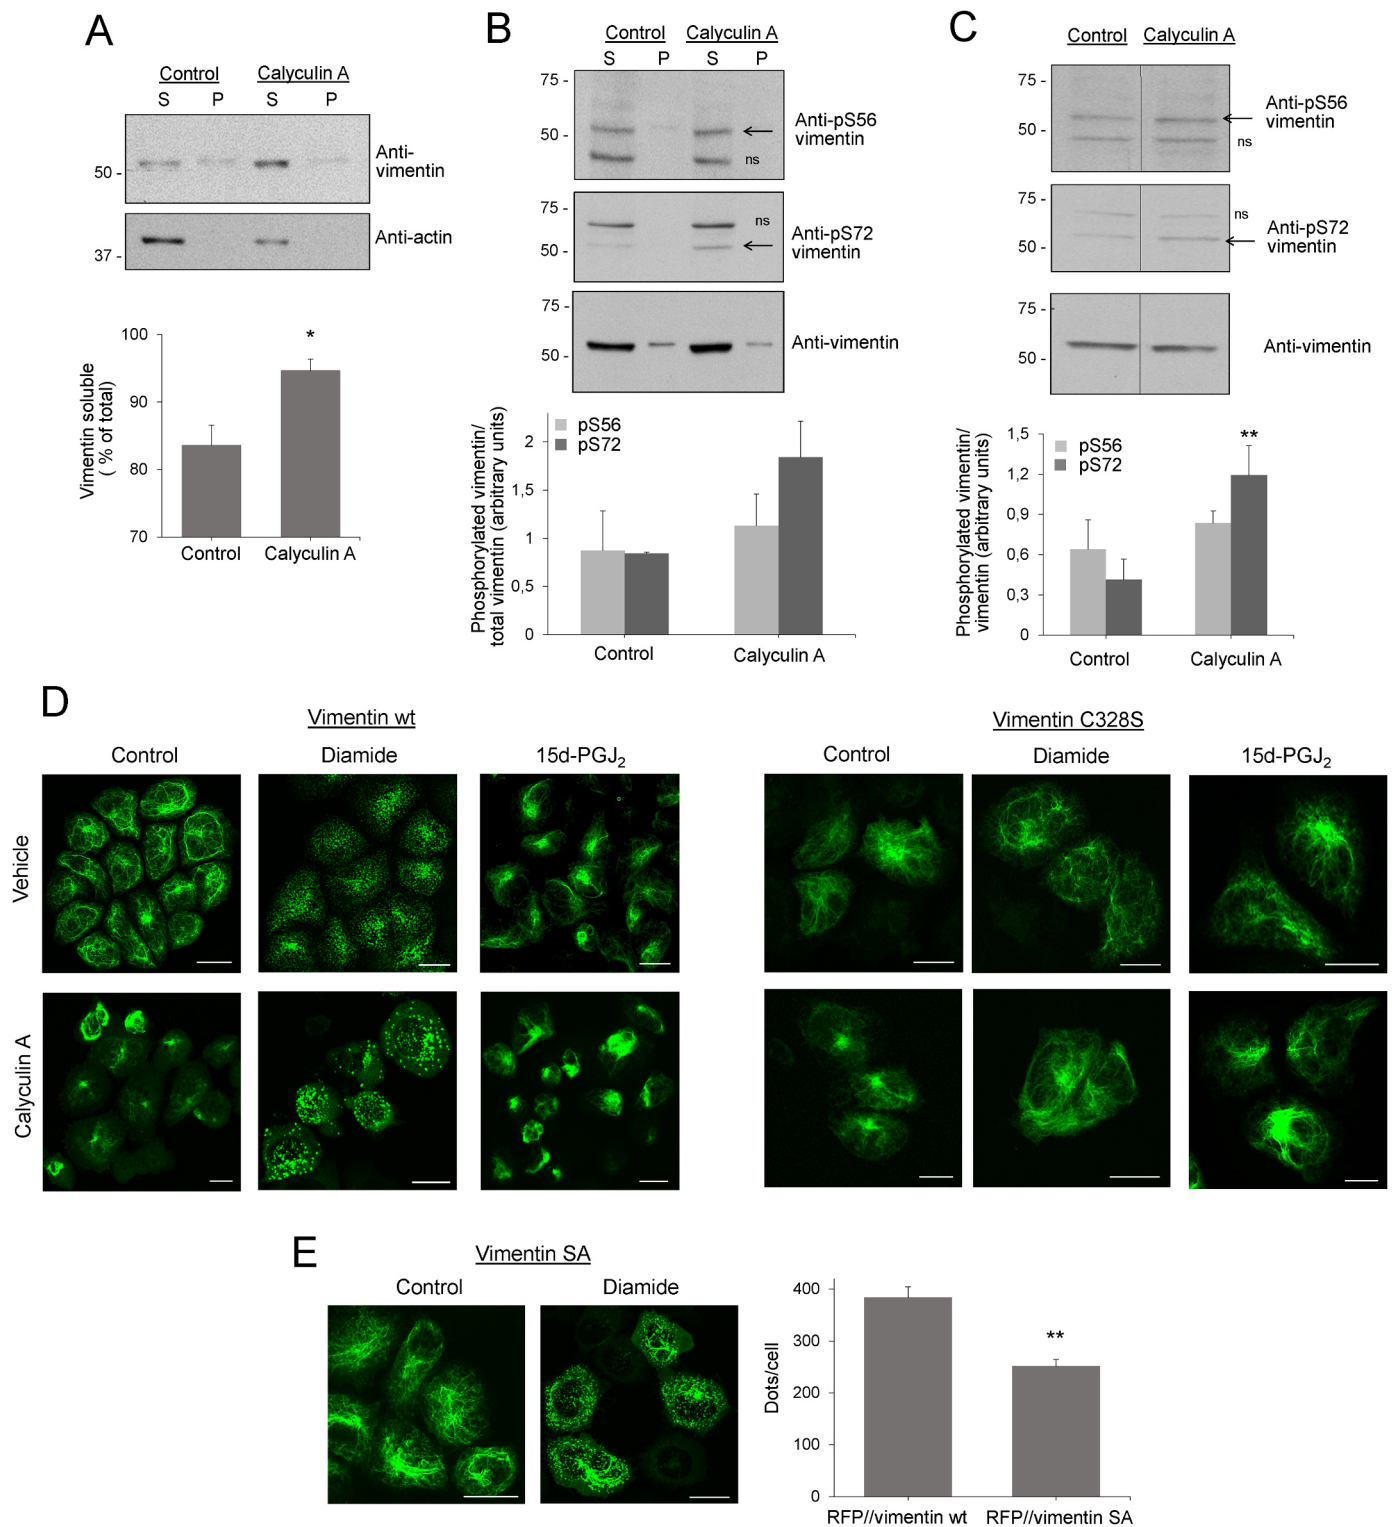 A
Control Calyculin A
S P S P
50 -
Anti-
vimentin
37 -
Anti-actin
Vimentin soluble
( % of total)
100
90
80
70
*
Control Calyculin A
B
Control Calyculin A
S P S P
75 -
50 -
Anti-pS56
vimentin
ns
75 -
50 -
ns
Anti-pS72
vimentin
75 -
50 -
Anti-vimentin
Phosphorylated vimentin/
total vimentin (arbitrary units)
pS56
pS72
2
1,5
1
0,5
0
Control Calyculin A
C
Control Calyculin A
75 -
50 -
Anti-pS56
vimentin
ns
75 -
50 -
ns
Anti-pS72
vimentin
75 -
50 -
Anti-vimentin
Phosphorylated vimentin/
vimentin (arbitrary units)
1,5
1,2
0,9
0,6
0,3
0
pS56
pS72
**
Control Calyculin A
D
Vimentin wt
Control Diamide 15d-PGJ2
Vimentin C328S
Control Diamide 15d-PGJ2
Vehicle
Calyculin A
E
Vimentin SA
Control Diamide
Dots/cell
400
300
200
100
0
**
RFP//vimentin wt RFP//vimentin SA